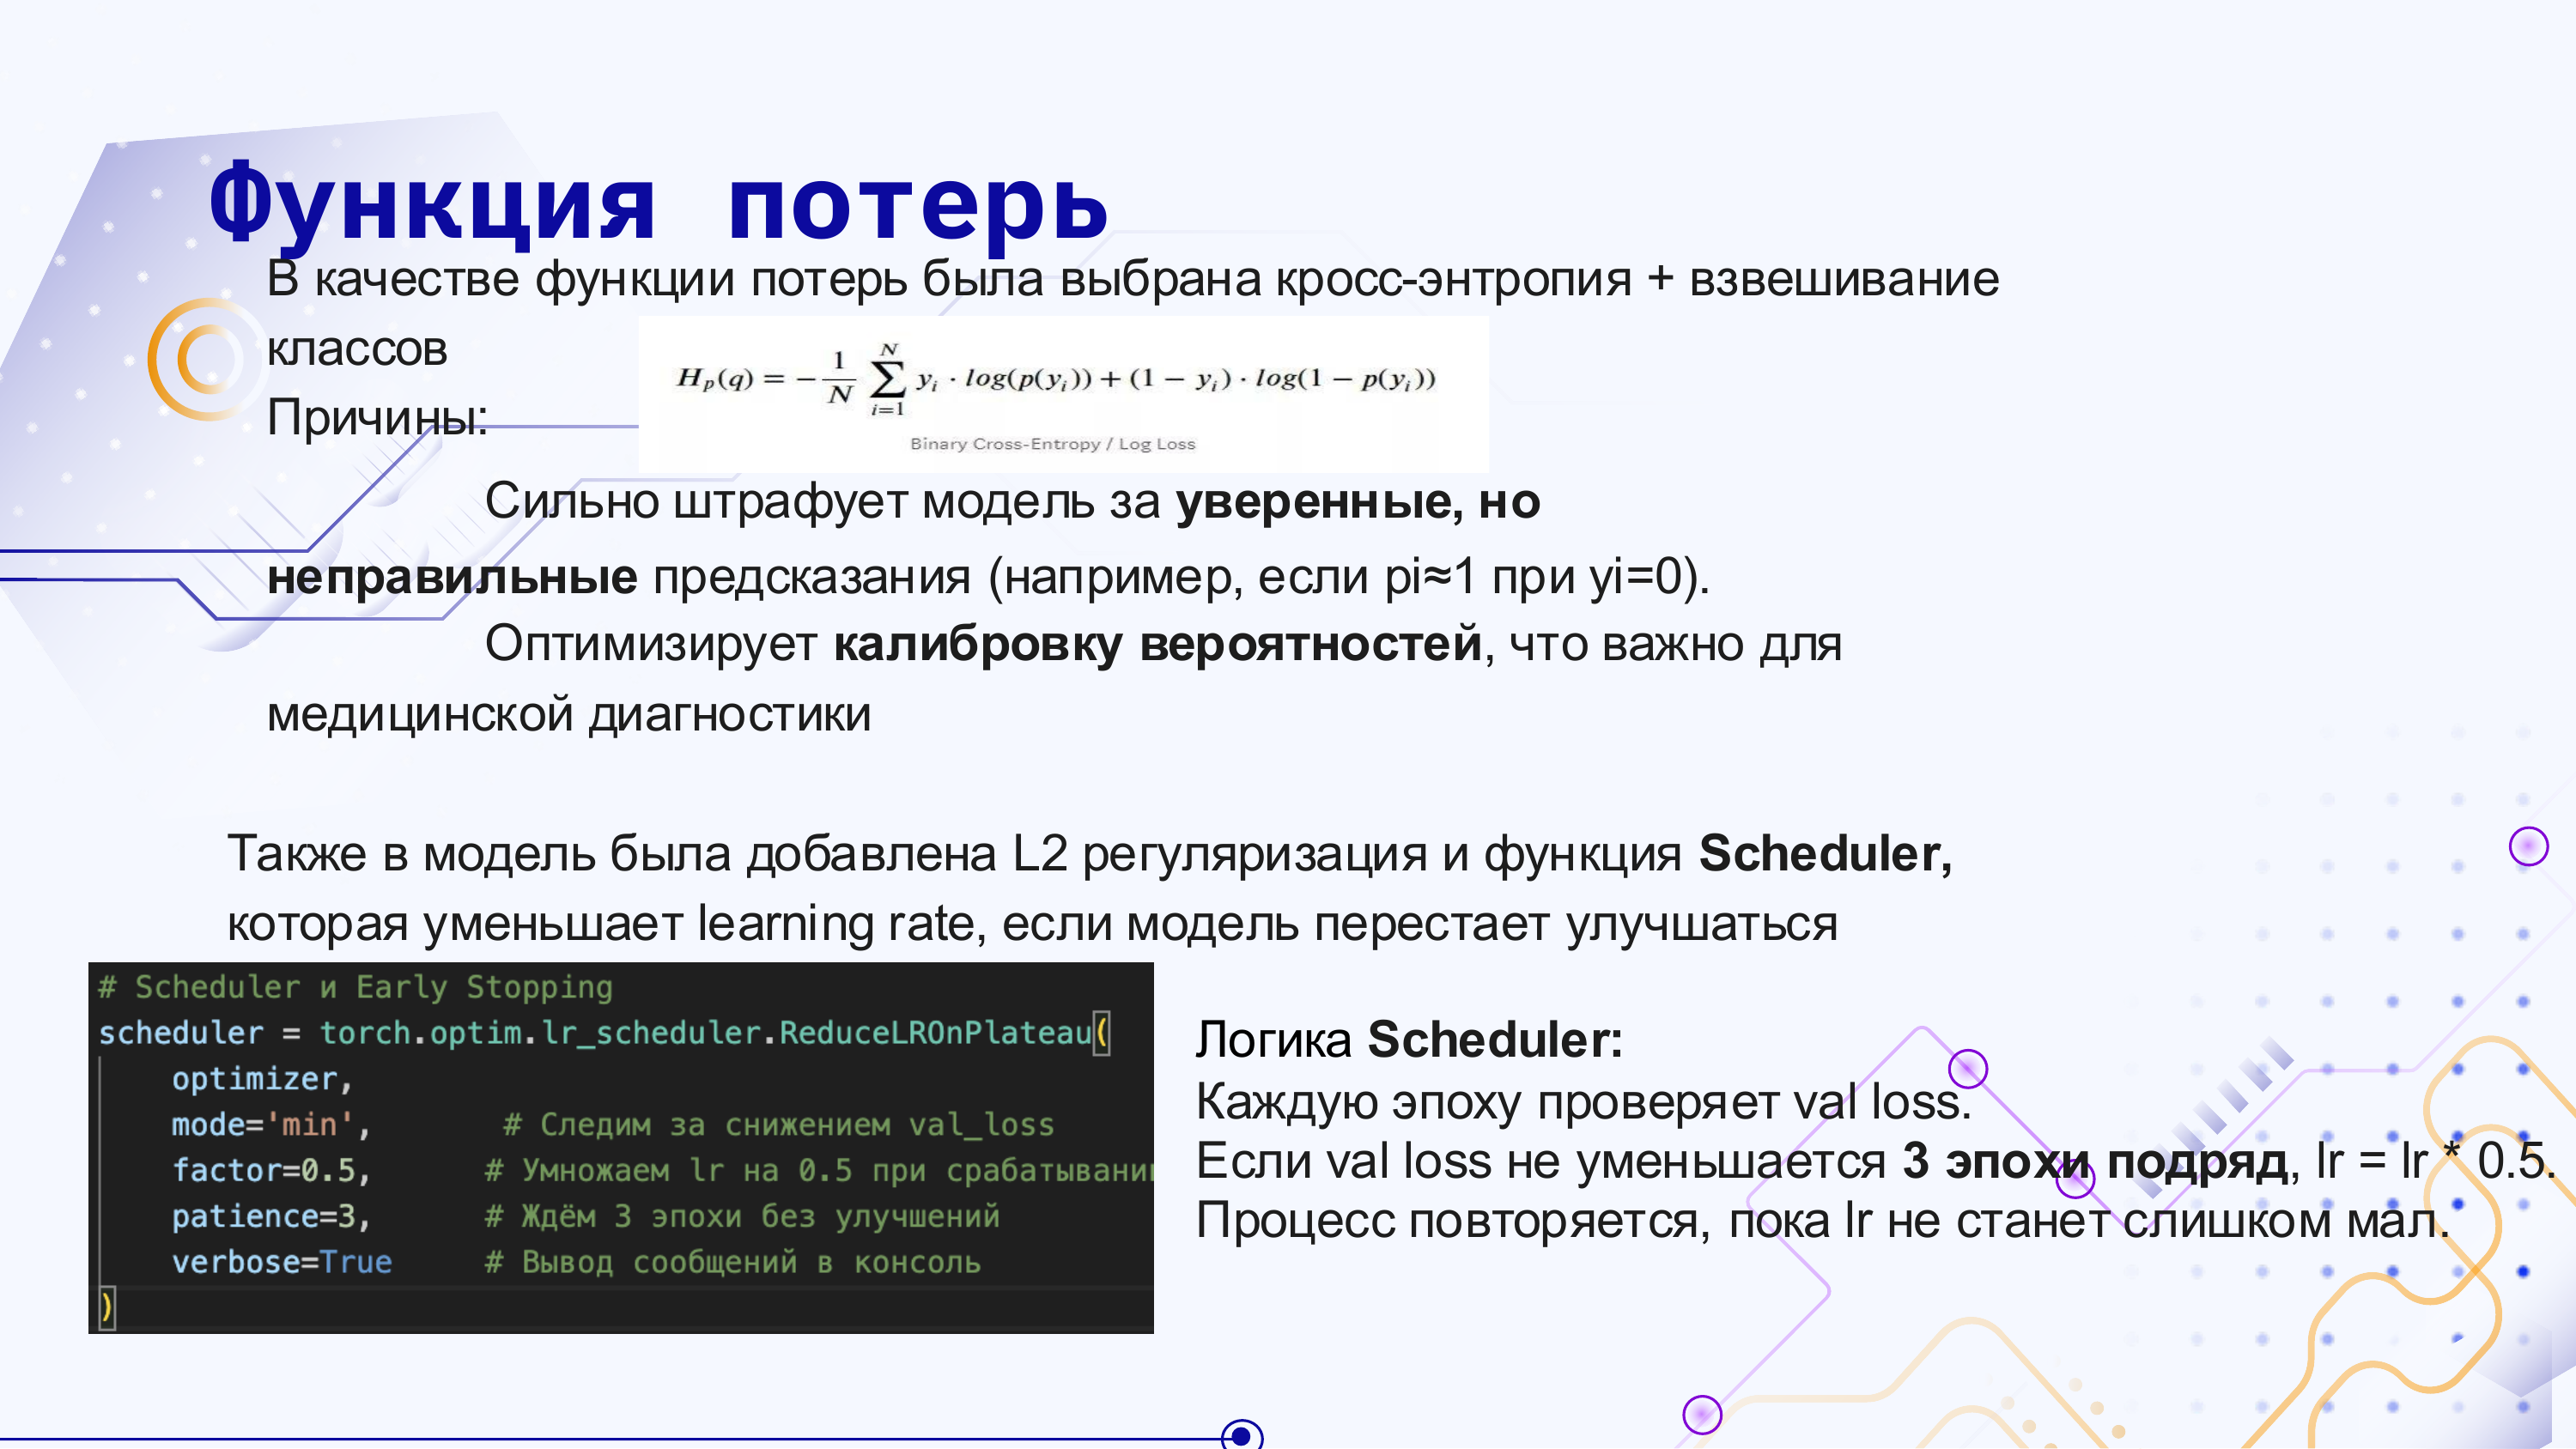 Функция потерь
В качестве функции потерь была выбрана кросс-энтропия + взвешивание
классов
Причины:
H_p(q) = −1/N ∑_{i=1}^{N} y_i · log(p(y_i)) + (1 − y_i) · log(1 − p(y_i))
Binary Cross-Entropy / Log Loss
Сильно штрафует модель за уверенные, но
неправильные предсказания (например, если pi≈1 при yi=0).
Оптимизирует калибровку вероятностей, что важно для
медицинской диагностики
Также в модель была добавлена L2 регуляризация и функция Scheduler,
которая уменьшает learning rate, если модель перестает улучшаться
# Scheduler и Early Stopping
scheduler = torch.optim.lr_scheduler.ReduceLROnPlateau(
    optimizer,
    mode='min',       # Следим за снижением val_loss
    factor=0.5,      # Умножаем lr на 0.5 при срабатывани
    patience=3,      # Ждём 3 эпохи без улучшений
    verbose=True     # Вывод сообщений в консоль
)
Логика Scheduler:
Каждую эпоху проверяет val loss.
Если val loss не уменьшается 3 эпохи подряд, lr = lr * 0.5.
Процесс повторяется, пока lr не станет слишком мал.